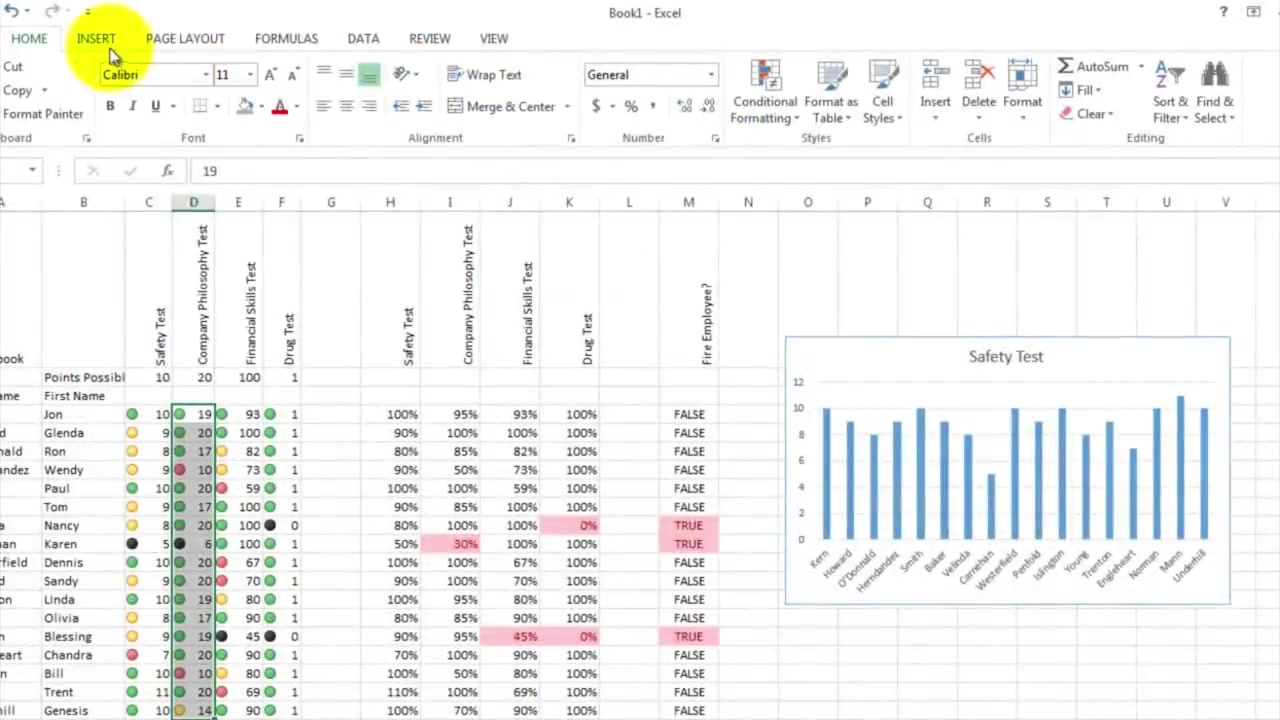 Book1 - Excel
?
HOME INSERT PAGE LAYOUT FORMULAS DATA REVIEW VIEW
Cut
Copy
Format Painter
board
Calibri 11
A A
B I U A
Font
Wrap Text
Merge & Center
Alignment
General
$ % , .00
Number
Conditional Formatting
Format as Table
Cell Styles
Styles
Insert Delete Format
Cells
AutoSum
Fill
Clear
Sort & Filter
Find & Select
Editing
fx 19
A B C D E F G H I J K L M N O P Q R S T U V
book Safety Test Company Philosophy Test Financial Skills Test Drug Test Safety Test Company Philosophy Test Financial Skills Test Drug Test Fire Employee?
Points Possibl 10 20 100 1
ame First Name
Jon 10 19 93 1 100% 95% 93% 100% FALSE
d Glenda 9 20 100 1 90% 100% 100% 100% FALSE
nald Ron 8 17 82 1 80% 85% 82% 100% FALSE
andez Wendy 9 10 73 1 90% 50% 73% 100% FALSE
Paul 10 20 59 1 100% 100% 59% 100% FALSE
Tom 9 17 100 1 90% 85% 100% 100% FALSE
a Nancy 8 20 100 0 80% 100% 100% 0% TRUE
an Karen 5 6 100 1 50% 30% 100% 100% TRUE
rfield Dennis 10 20 67 1 100% 100% 67% 100% FALSE
d Sandy 9 20 70 1 90% 100% 70% 100% FALSE
on Linda 10 19 80 1 100% 95% 80% 100% FALSE
Olivia 8 17 90 1 80% 85% 90% 100% FALSE
n Blessing 9 19 45 0 90% 95% 45% 0% TRUE
eart Chandra 7 20 90 1 70% 100% 90% 100% FALSE
n Bill 10 10 80 1 100% 50% 80% 100% FALSE
Trent 11 20 69 1 110% 100% 69% 100% FALSE
hill Genesis 10 14 90 1 100% 70% 90% 100% FALSE
Safety Test
12
10
8
6
4
2
0
Kern Howard O'Donnald Herndandez Smith Baker Velinda Carnehan Westerfield Penfold Islington Young Trenton Engleheart Norman Mann Underhill